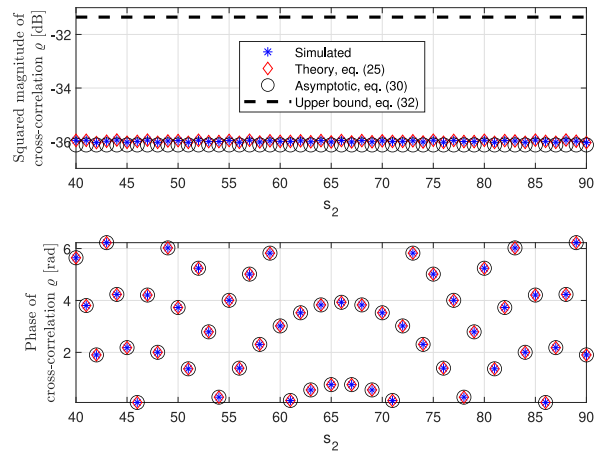 Squared magnitude of
cross-correlation ϱ [dB]
-32
-34
-36
Simulated
Theory, eq. (25)
Asymptotic, eq. (30)
Upper bound, eq. (32)
40 45 50 55 60 65 70 75 80 85 90
s2
Phase of
cross-correlation ϱ [rad]
6
4
2
40 45 50 55 60 65 70 75 80 85 90
s2